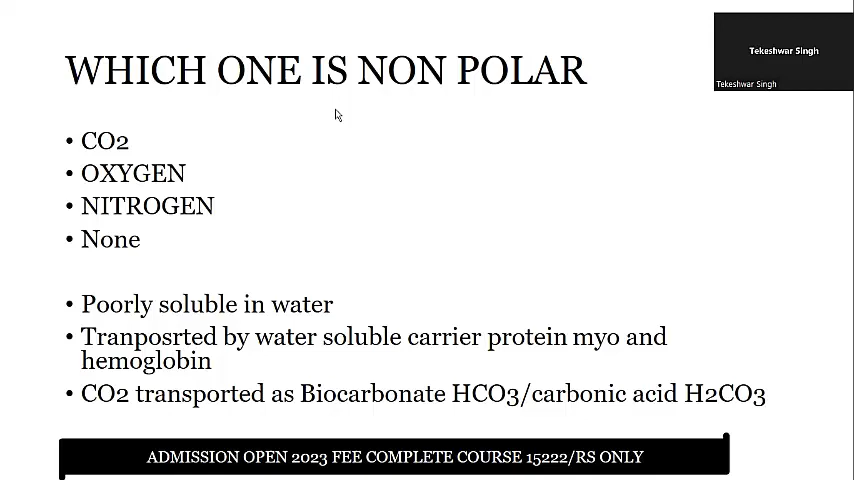 Tekeshwar Singh
Tekeshwar Singh
WHICH ONE IS NON POLAR
• CO2
• OXYGEN
• NITROGEN
• None
• Poorly soluble in water
• Tranposrted by water soluble carrier protein myo and
hemoglobin
• CO2 transported as Biocarbonate HCO3/carbonic acid H2CO3
ADMISSION OPEN 2023 FEE COMPLETE COURSE 15222/RS ONLY